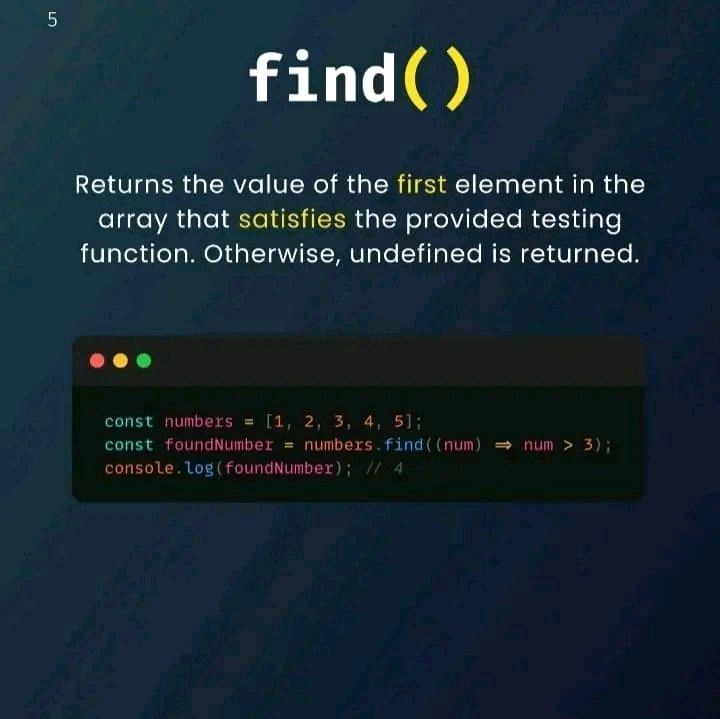 5
find()
Returns the value of the first element in the
array that satisfies the provided testing
function. Otherwise, undefined is returned.
const numbers = [1, 2, 3, 4, 5];
const foundNumber = numbers.find((num) => num > 3);
console.log(foundNumber); // 4